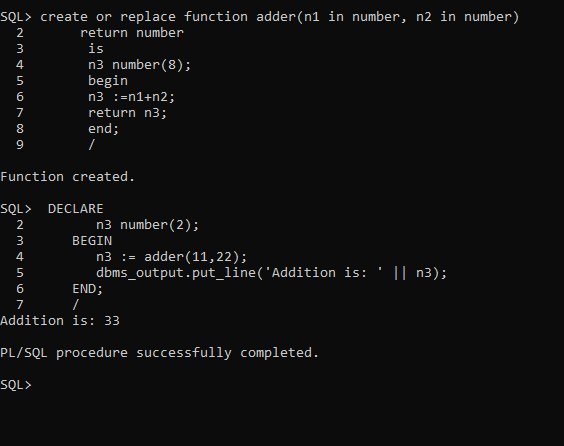 SQL> create or replace function adder(n1 in number, n2 in number)
  2       return number
  3        is
  4        n3 number(8);
  5        begin
  6        n3 :=n1+n2;
  7        return n3;
  8        end;
  9        /
Function created.
SQL>  DECLARE
  2         n3 number(2);
  3      BEGIN
  4         n3 := adder(11,22);
  5         dbms_output.put_line('Addition is: ' || n3);
  6      END;
  7      /
Addition is: 33
PL/SQL procedure successfully completed.
SQL>